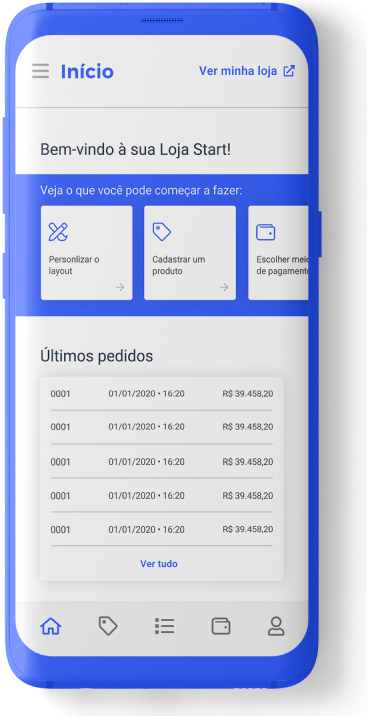 Início
Ver minha loja
Bem-vindo à sua Loja Start!
Veja o que você pode começar a fazer:
Personlizar o
layout
Cadastrar um
produto
Escolher mei
de pagament
Últimos pedidos
0001 01/01/2020 • 16:20 R$ 39.458,20
0001 01/01/2020 • 16:20 R$ 39.458,20
0001 01/01/2020 • 16:20 R$ 39.458,20
0001 01/01/2020 • 16:20 R$ 39.458,20
0001 01/01/2020 • 16:20 R$ 39.458,20
Ver tudo